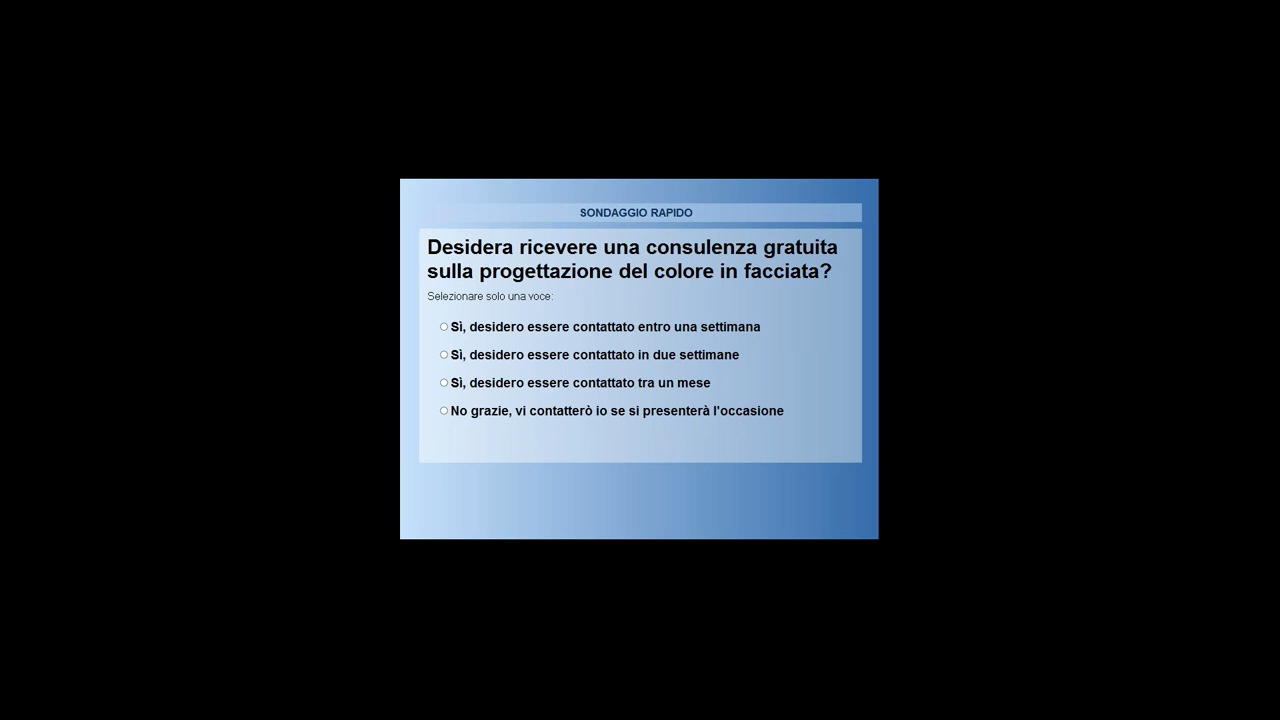 SONDAGGIO RAPIDO
Desidera ricevere una consulenza gratuita
sulla progettazione del colore in facciata?
Selezionare solo una voce:
Sì, desidero essere contattato entro una settimana
Sì, desidero essere contattato in due settimane
Sì, desidero essere contattato tra un mese
No grazie, vi contatterò io se si presenterà l'occasione